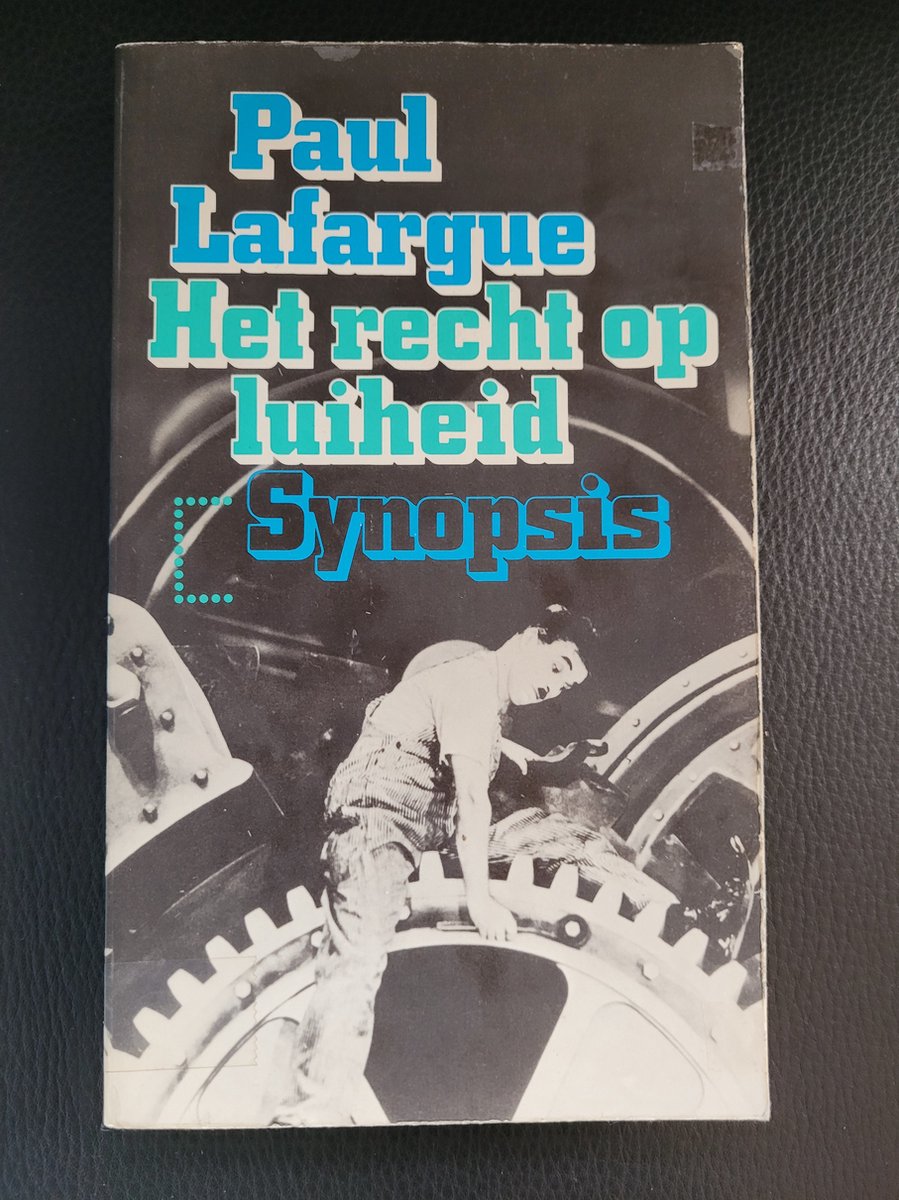 Paul
Lafargue
Het recht op
luiheid
Synopsis